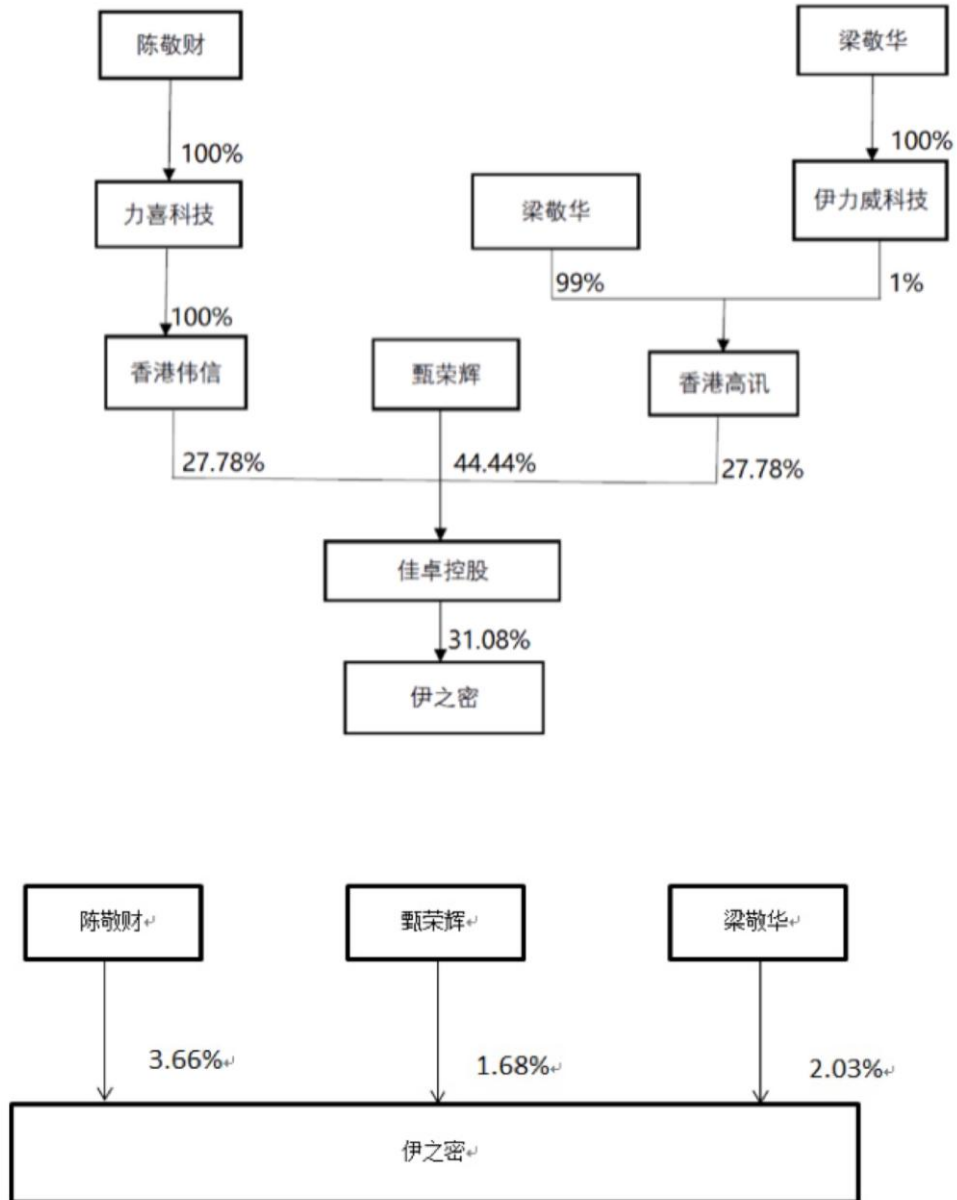 陈敬财
梁敬华
100%
100%
力喜科技
梁敬华
伊力威科技
99%
1%
100%
香港伟信
甄荣辉
香港高讯
27.78%
44.44%
27.78%
佳卓控股
31.08%
伊之密
陈敬财↵
甄荣辉↵
梁敬华↵
3.66%↵
1.68%↵
2.03%↵
伊之密↵